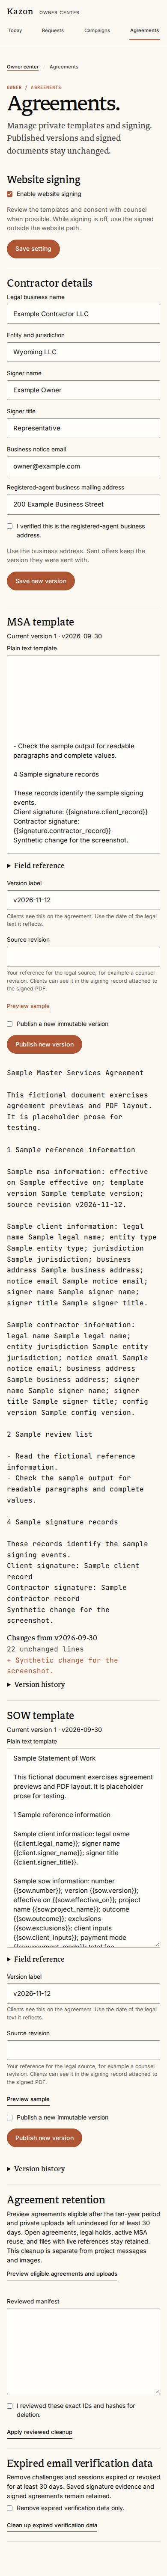 Kazon OWNER CENTER
Today Requests Campaigns Agreements
Owner center Agreements
OWNER / AGREEMENTS
Agreements.
Manage private templates and signing.
Published versions and signed
documents stay unchanged.
Website signing
Enable website signing
Review the templates and consent with counsel
when possible. While signing is off, use the signing
outside the website path.
Save setting
Contractor details
Legal business name
Example Contractor LLC
Entity and jurisdiction
Wyoming LLC
Signer name
Example Owner
Signer title
Representative
Business notice email
owner@example.com
Registered-agent business mailing address
200 Example Business Street
I verified this is the registered-agent business
address.
Use the business address. Sent offers keep the
version they were sent with.
Save new version
MSA template
Current version 1 · v2026-09-30
Plain text template
- Check the sample output for readable
paragraphs and complete values.
4 Sample signature records
These records identify the sample signing
events.
Client signature: {{signature.client_record}}
Contractor signature:
{{signature.contractor_record}}
Synthetic change for the screenshot.
Field reference
Version label
v2026-11-12
Clients see this on the agreement. Use the date of the legal
text it reflects.
Source revision
Your reference for the legal source, for example a counsel
revision. Clients can see it in the signing record attached to
the signed PDF.
Preview sample
Publish a new immutable version
Publish new version
Sample Master Services Agreement
This fictional document exercises
agreement previews and PDF layout.
It is placeholder prose for
testing.
1 Sample reference information
Sample msa information: effective
on Sample effective on; template
version Sample template version;
source revision v2026-11-12.
Sample client information: legal
name Sample legal name; entity type
Sample entity type; jurisdiction
Sample jurisdiction; business
address Sample business address;
notice email Sample notice email;
signer name Sample signer name;
signer title Sample signer title.
Sample contractor information:
legal name Sample legal name;
entity jurisdiction Sample entity
jurisdiction; notice email Sample
notice email; business address
Sample business address; signer
name Sample signer name; signer
title Sample signer title; config
version Sample config version.
2 Sample review list
- Read the fictional reference
information.
- Check the sample output for
readable paragraphs and complete
values.
4 Sample signature records
These records identify the sample
signing events.
Client signature: Sample client
record
Contractor signature: Sample
contractor record
Synthetic change for the
screenshot.
Changes from v2026-09-30
22 unchanged lines
+ Synthetic change for the
screenshot.
Version history
SOW template
Current version 1 · v2026-09-30
Plain text template
Sample Statement of Work
This fictional document exercises agreement
previews and PDF layout. It is placeholder
prose for testing.
1 Sample reference information
Sample client information: legal name
{{client.legal_name}}; signer name
{{client.signer_name}}; signer title
{{client.signer_title}}.
Sample sow information: number
{{sow.number}}; version {{sow.version}};
effective on {{sow.effective_on}}; project
name {{sow.project_name}}; outcome
{{sow.outcome}}; exclusions
{{sow.exclusions}}; client inputs
{{sow.client_inputs}}; payment mode
{{sow.payment_mode}}; total fee
Field reference
Version label
v2026-11-12
Clients see this on the agreement. Use the date of the legal
text it reflects.
Source revision
Your reference for the legal source, for example a counsel
revision. Clients can see it in the signing record attached to
the signed PDF.
Preview sample
Publish a new immutable version
Publish new version
Version history
Agreement retention
Preview agreements eligible after the ten-year period
and private uploads left unindexed for at least 30
days. Open agreements, legal holds, active MSA
reuse, and files with live references stay retained.
This cleanup is separate from project messages
and images.
Preview eligible agreements and uploads
Reviewed manifest
I reviewed these exact IDs and hashes for
deletion.
Apply reviewed cleanup
Expired email verification data
Remove challenges and sessions expired or revoked
for at least 30 days. Saved signature evidence and
signed agreements remain retained.
Remove expired verification data only.
Clean up expired verification data